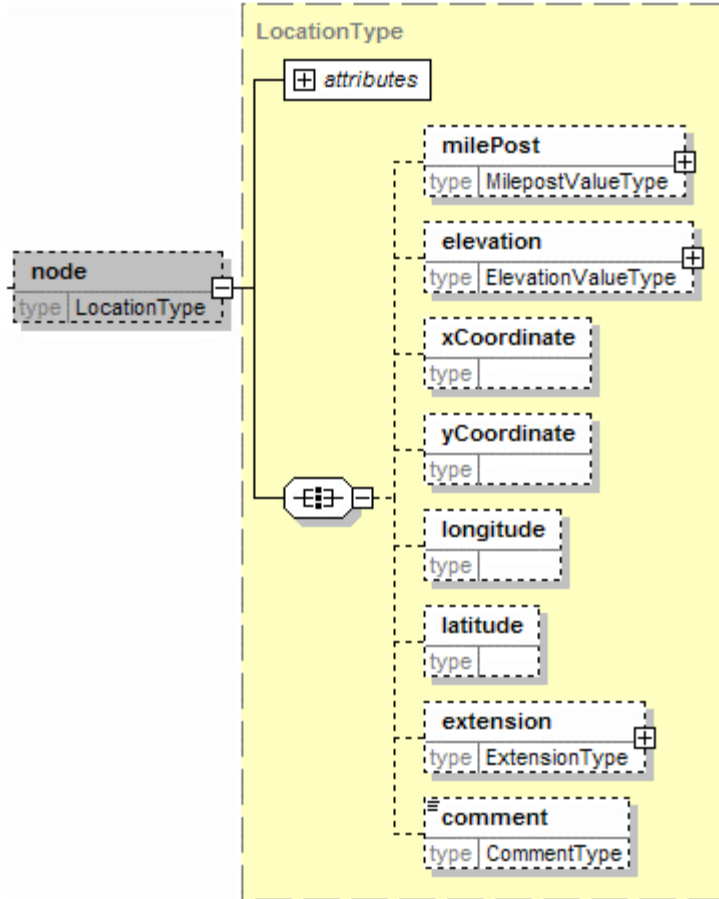 LocationType
attributes
milePost
type MilepostValueType
elevation
type ElevationValueType
node
type LocationType
xCoordinate
type
yCoordinate
type
longitude
type
latitude
type
extension
type ExtensionType
comment
type CommentType